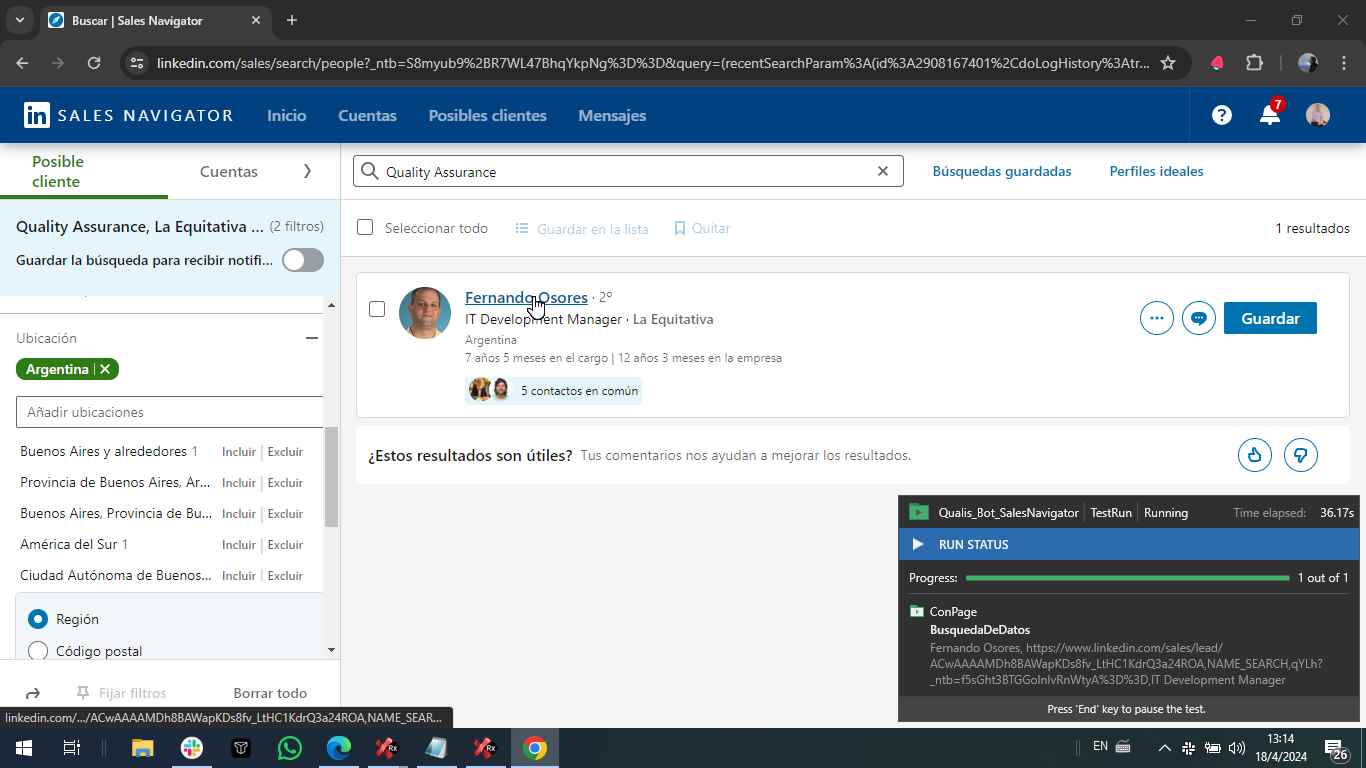 Buscar | Sales Navigator
linkedin.com/sales/search/people?_ntb=S8myub9%2BR7WL47BhqYkpNg%3D%3D&query=(recentSearchParam%3A(id%3A2908167401%2CdoLogHistory%3Atr...
in SALES NAVIGATOR Inicio Cuentas Posibles clientes Mensajes
7
Posible cliente
Cuentas
Quality Assurance
Búsquedas guardadas
Perfiles ideales
Quality Assurance, La Equitativa ... (2 filtros)
Guardar la búsqueda para recibir notifi...
Seleccionar todo
Guardar en la lista
Quitar
1 resultados
Ubicación
Argentina
Añadir ubicaciones
Buenos Aires y alrededores 1 Incluir Excluir
Provincia de Buenos Aires, Ar... Incluir Excluir
Buenos Aires, Provincia de Bu... Incluir Excluir
América del Sur 1 Incluir Excluir
Ciudad Autónoma de Buenos... Incluir Excluir
Región
Código postal
Fijar filtros
Borrar todo
Fernando Osores · 2º
IT Development Manager · La Equitativa
Argentina
7 años 5 meses en el cargo | 12 años 3 meses en la empresa
5 contactos en común
Guardar
¿Estos resultados son útiles? Tus comentarios nos ayudan a mejorar los resultados.
Qualis_Bot_SalesNavigator TestRun Running Time elapsed: 36.17s
RUN STATUS
Progress: 1 out of 1
ConPage
BusquedaDeDatos
Fernando Osores, https://www.linkedin.com/sales/lead/
ACwAAAAMDh8BAWapKDs8fv_LtHC1KdrQ3a24ROA,NAME_SEARCH,qYLh?
_ntb=f5sGht3BTGGoInlvRnWtyA%3D%3D,IT Development Manager
Press 'End' key to pause the test.
linkedin.com/.../ACwAAAAMDh8BAWapKDs8fv_LtHC1KdrQ3a24ROA,NAME_SEAR...
EN
13:14
18/4/2024
26